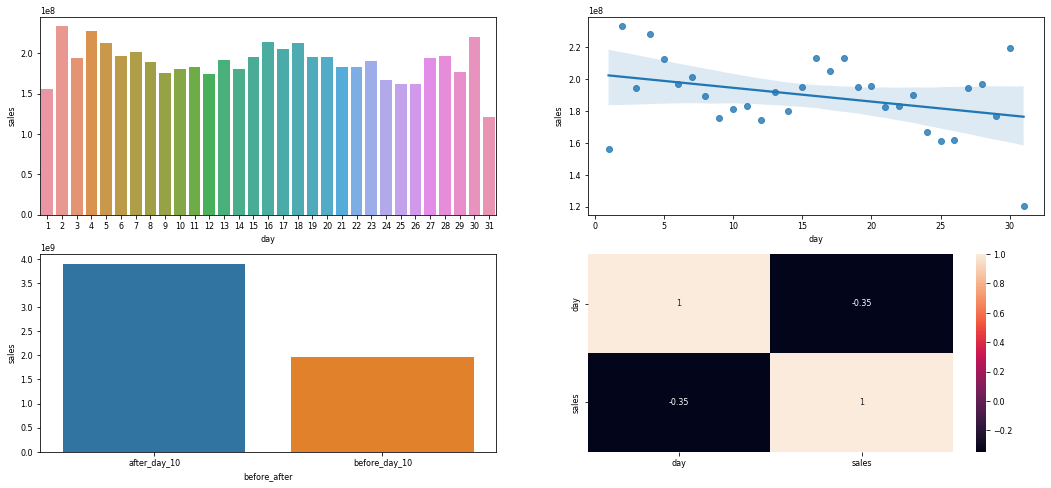 1e8
sales
2.0
1.5
1.0
0.5
0.0
1 2 3 4 5 6 7 8 9 10 11 12 13 14 15 16 17 18 19 20 21 22 23 24 25 26 27 28 29 30 31
day
1e8
sales
2.2
2.0
1.8
1.6
1.4
1.2
0 5 10 15 20 25 30
day
1e9
sales
4.0
3.5
3.0
2.5
2.0
1.5
1.0
0.5
0.0
after_day_10 before_day_10
before_after
day
sales
1 -0.35
-0.35 1
day sales
1.0
0.8
0.6
0.4
0.2
0.0
−0.2